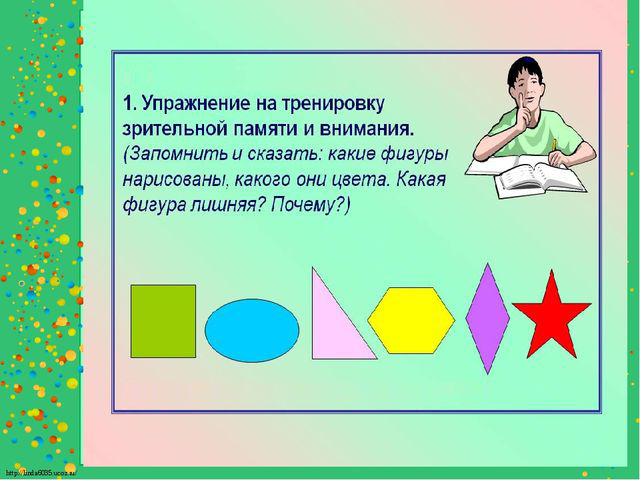 1. Упражнение на тренировку
зрительной памяти и внимания.
(Запомнить и сказать: какие фигуры
нарисованы, какого они цвета. Какая
фигура лишняя? Почему?)
http://linda6035.ucoz.ru/